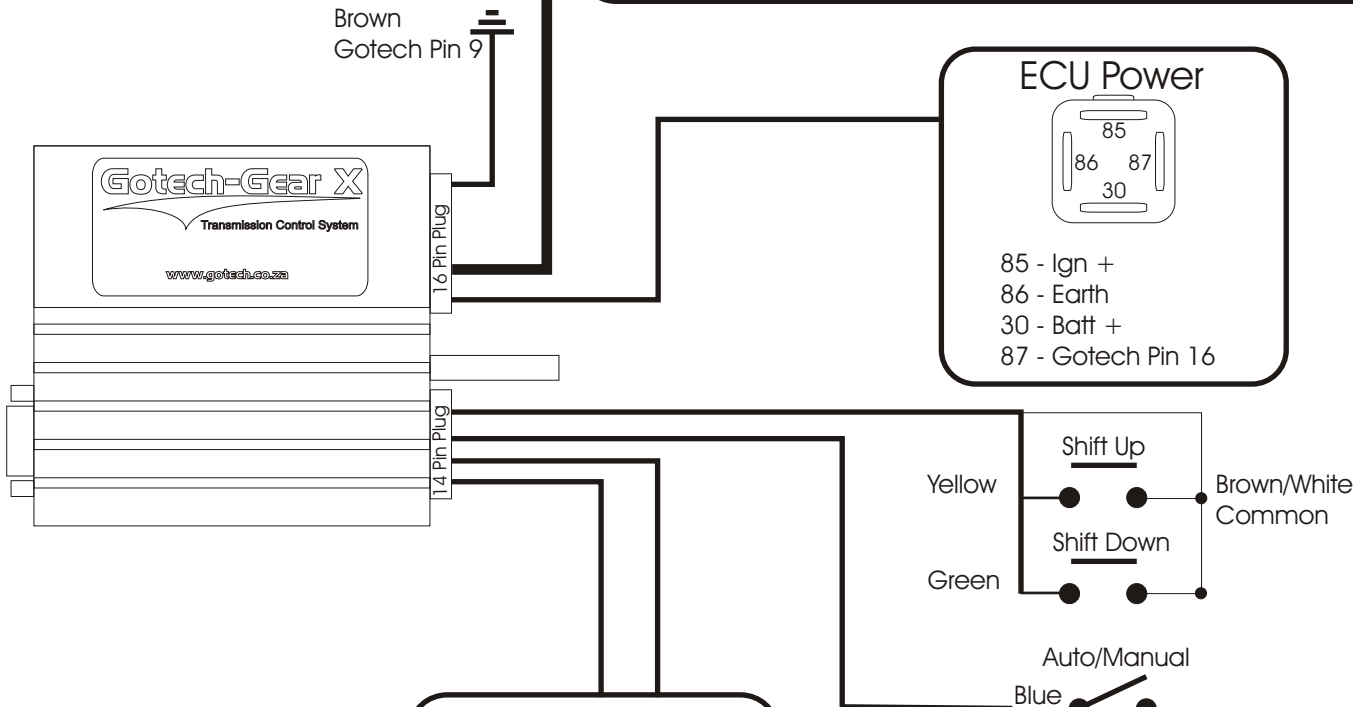 Brown
Gotech Pin 9
ECU Power
85
86 87
30
85 - Ign +
86 - Earth
30 - Batt +
87 - Gotech Pin 16
Gotech-Gear X
Transmission Control System
www.gotech.co.za
16 Pin Plug
14 Pin Plug
Shift Up
Yellow
Brown/White
Common
Shift Down
Green
Auto/Manual
Blue